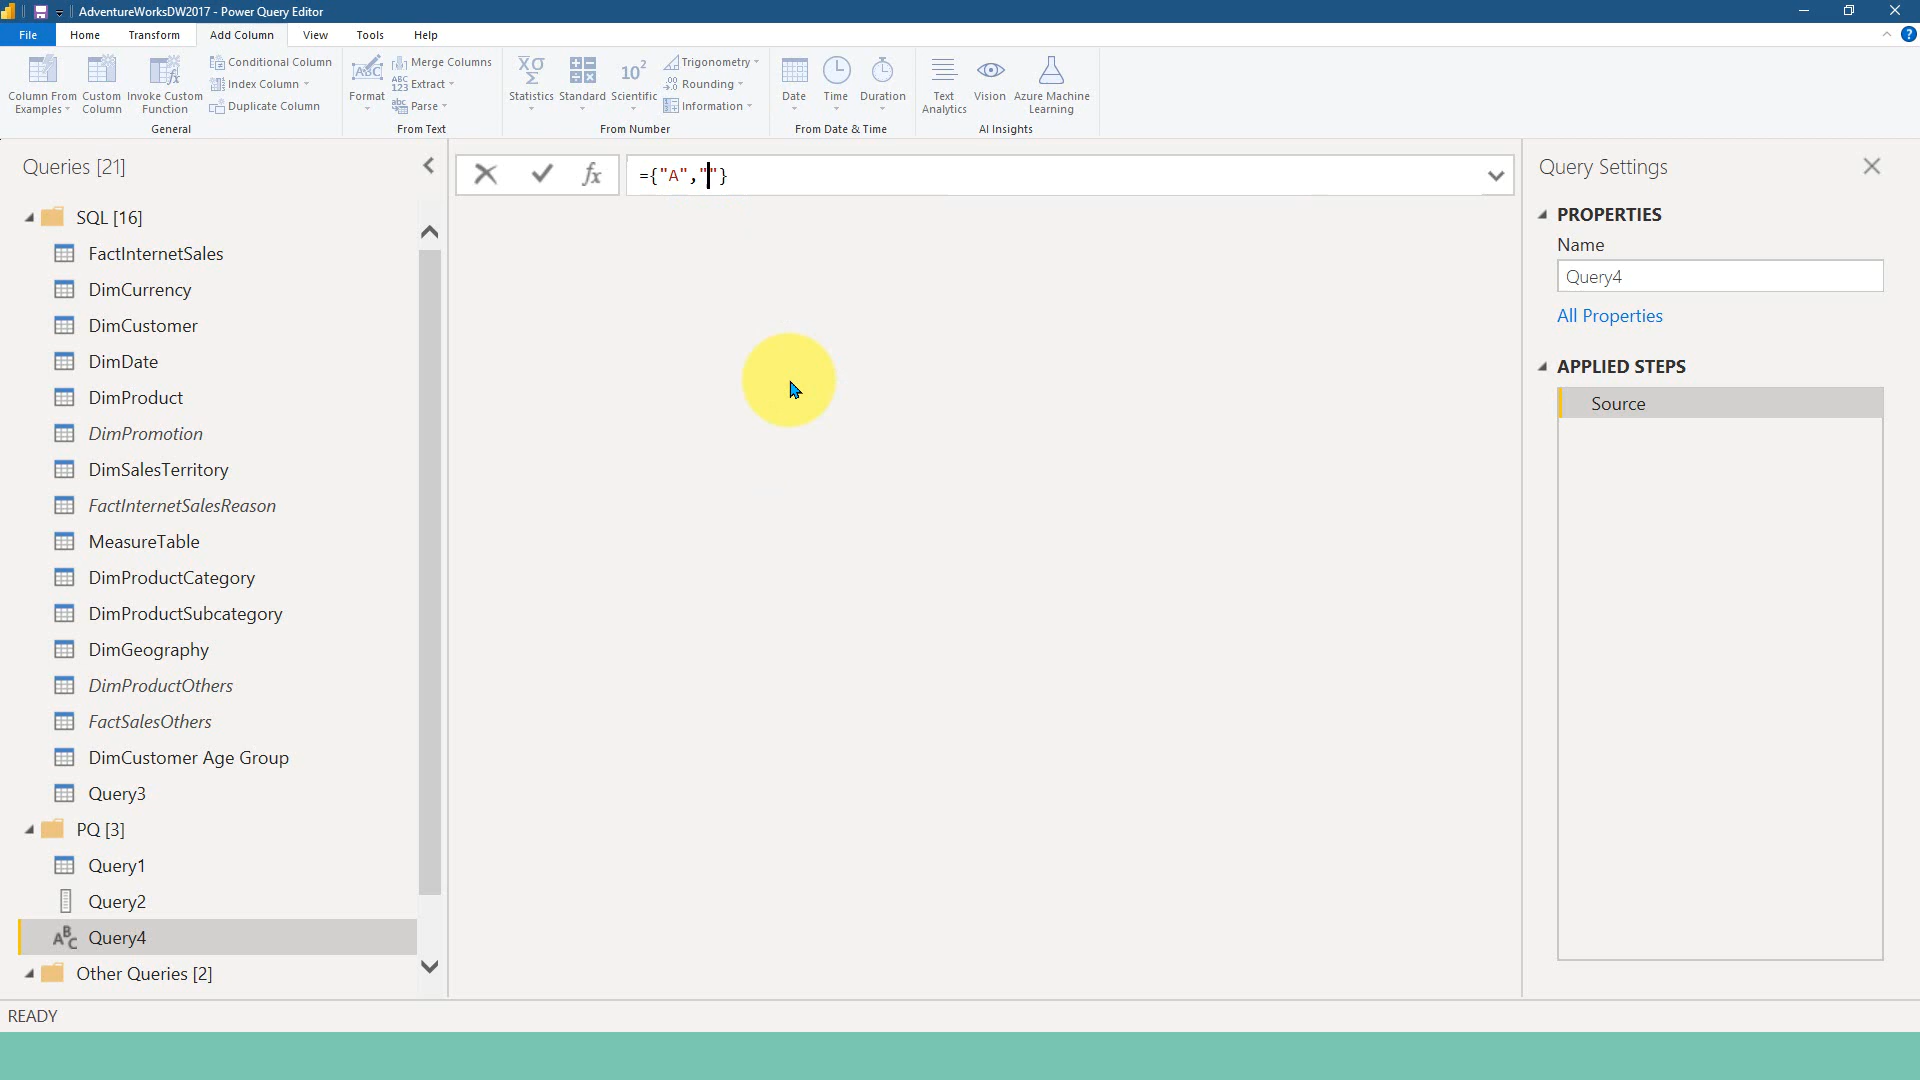 AdventureWorksDW2017 - Power Query Editor
File Home Transform Add Column View Tools Help
Column From Examples
Custom Column
Invoke Custom Function
Conditional Column
Index Column
Duplicate Column
General
Format
Merge Columns
Extract
Parse
From Text
Statistics
Standard
Scientific
Trigonometry
Rounding
Information
From Number
Date
Time
Duration
From Date & Time
Text Analytics
Vision
Azure Machine Learning
AI Insights
Queries [21]
SQL [16]
FactInternetSales
DimCurrency
DimCustomer
DimDate
DimProduct
DimPromotion
DimSalesTerritory
FactInternetSalesReason
MeasureTable
DimProductCategory
DimProductSubcategory
DimGeography
DimProductOthers
FactSalesOthers
DimCustomer Age Group
Query3
PQ [3]
Query1
Query2
Query4
Other Queries [2]
={"A",""}
Query Settings
PROPERTIES
Name
Query4
All Properties
APPLIED STEPS
Source
READY